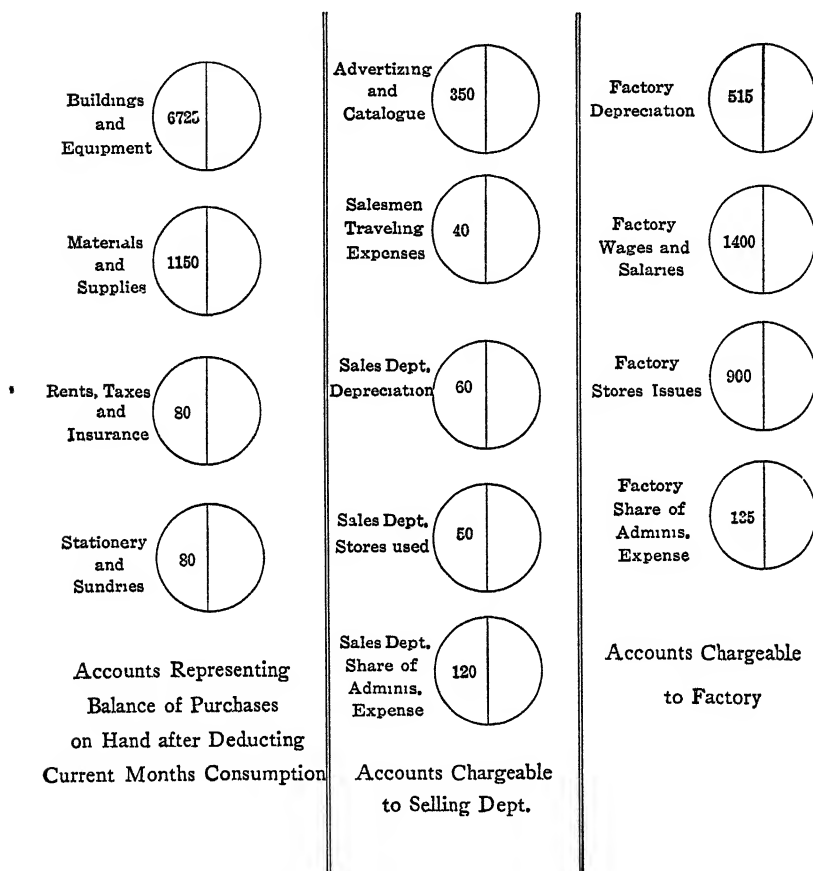 Buildings
and
Equipment
6725
Materials
and
Supplies
1150
Rents, Taxes
and
Insurance
80
Stationery
and
Sundries
80
Accounts Representing
Balance of Purchases
on Hand after Deducting
Current Months Consumption
Advertizing
and
Catalogue
350
Salesmen
Traveling
Expenses
40
Sales Dept.
Depreciation
60
Sales Dept.
Stores used
50
Sales Dept.
Share of
Adminis.
Expense
120
Accounts Chargeable
to Selling Dept.
Factory
Depreciation
515
Factory
Wages and
Salaries
1400
Factory
Stores Issues
900
Factory
Share of
Adminis.
Expense
Accounts Chargeable
to Factory